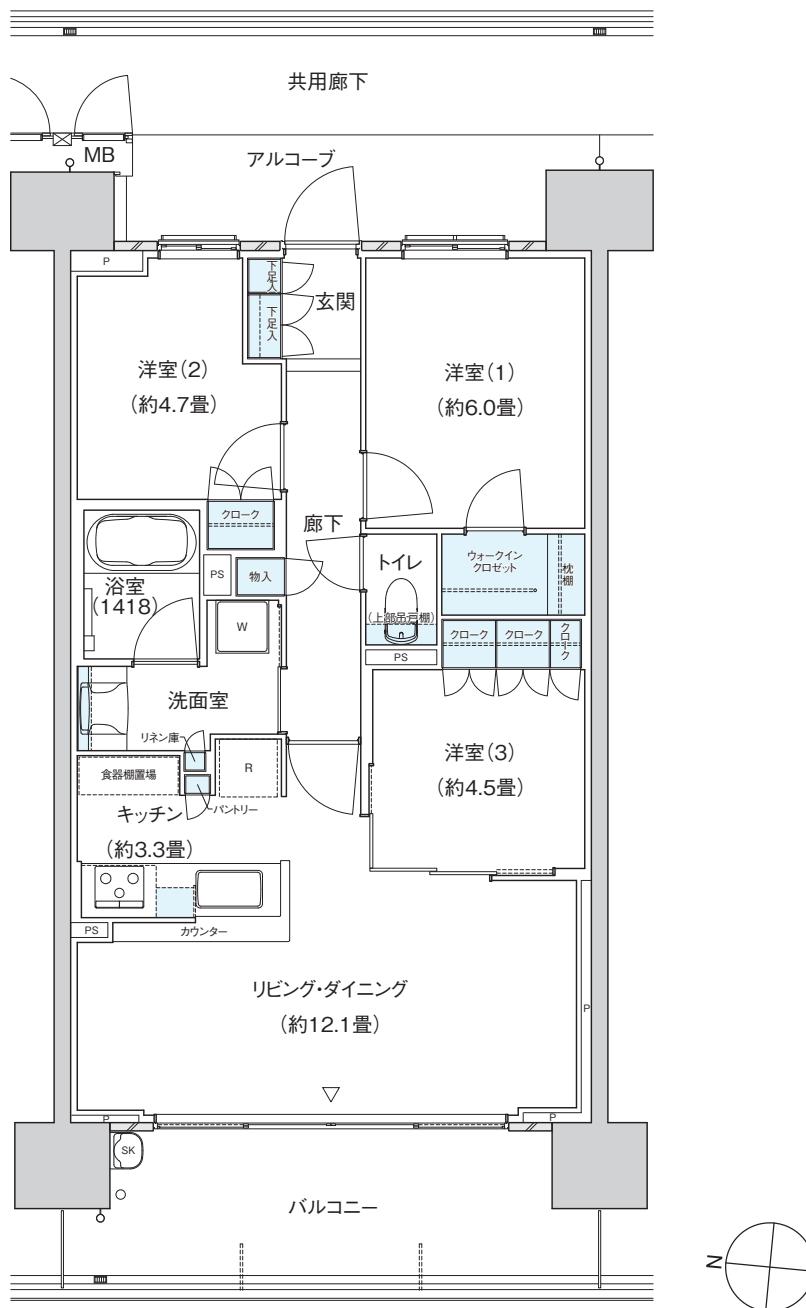 共用廊下
MB
アルコーブ
P
下足入
玄関
下足入
洋室(2)
(約4.7畳)
洋室(1)
(約6.0畳)
クローク
廊下
トイレ
ウォークイン
クロゼット
枕棚
PS
物入
浴室
(1418)
(上部吊戸棚)
W
クローク
クローク
クローク
PS
洗面室
リネン庫
洋室(3)
(約4.5畳)
R
食器棚置場
キッチン
パントリー
(約3.3畳)
PS
カウンター
リビング・ダイニング
(約12.1畳)
P
P
P
SK
バルコニー
N